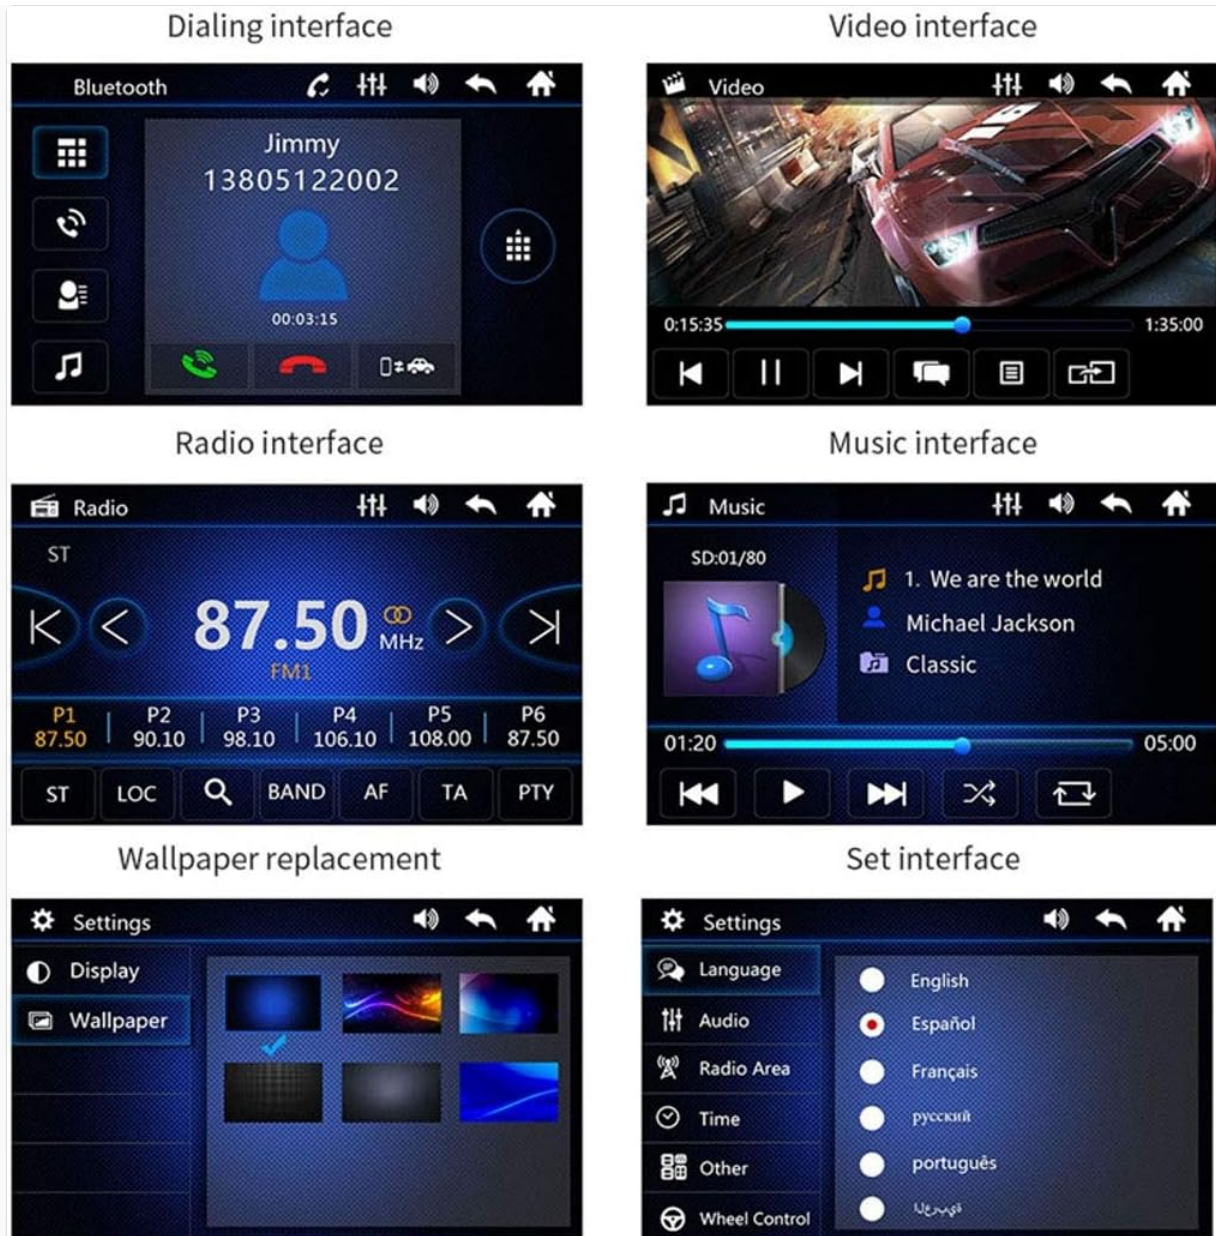 Dialing interface
Bluetooth
Jimmy
13805122002
00:03:15
Video interface
Video
0:15:35 1:35:00
Radio interface
Radio
ST
87.50 MHz
FM1
P1 P2 P3 P4 P5 P6
87.50 90.10 98.10 106.10 108.00 87.50
ST LOC BAND AF TA PTY
Music interface
Music
SD:01/80
1. We are the world
Michael Jackson
Classic
01:20 05:00
Wallpaper replacement
Settings
Display
Wallpaper
Set interface
Settings
Language
Audio
Radio Area
Time
Other
Wheel Control
English
Español
Français
русский
português
ةيبرعلا